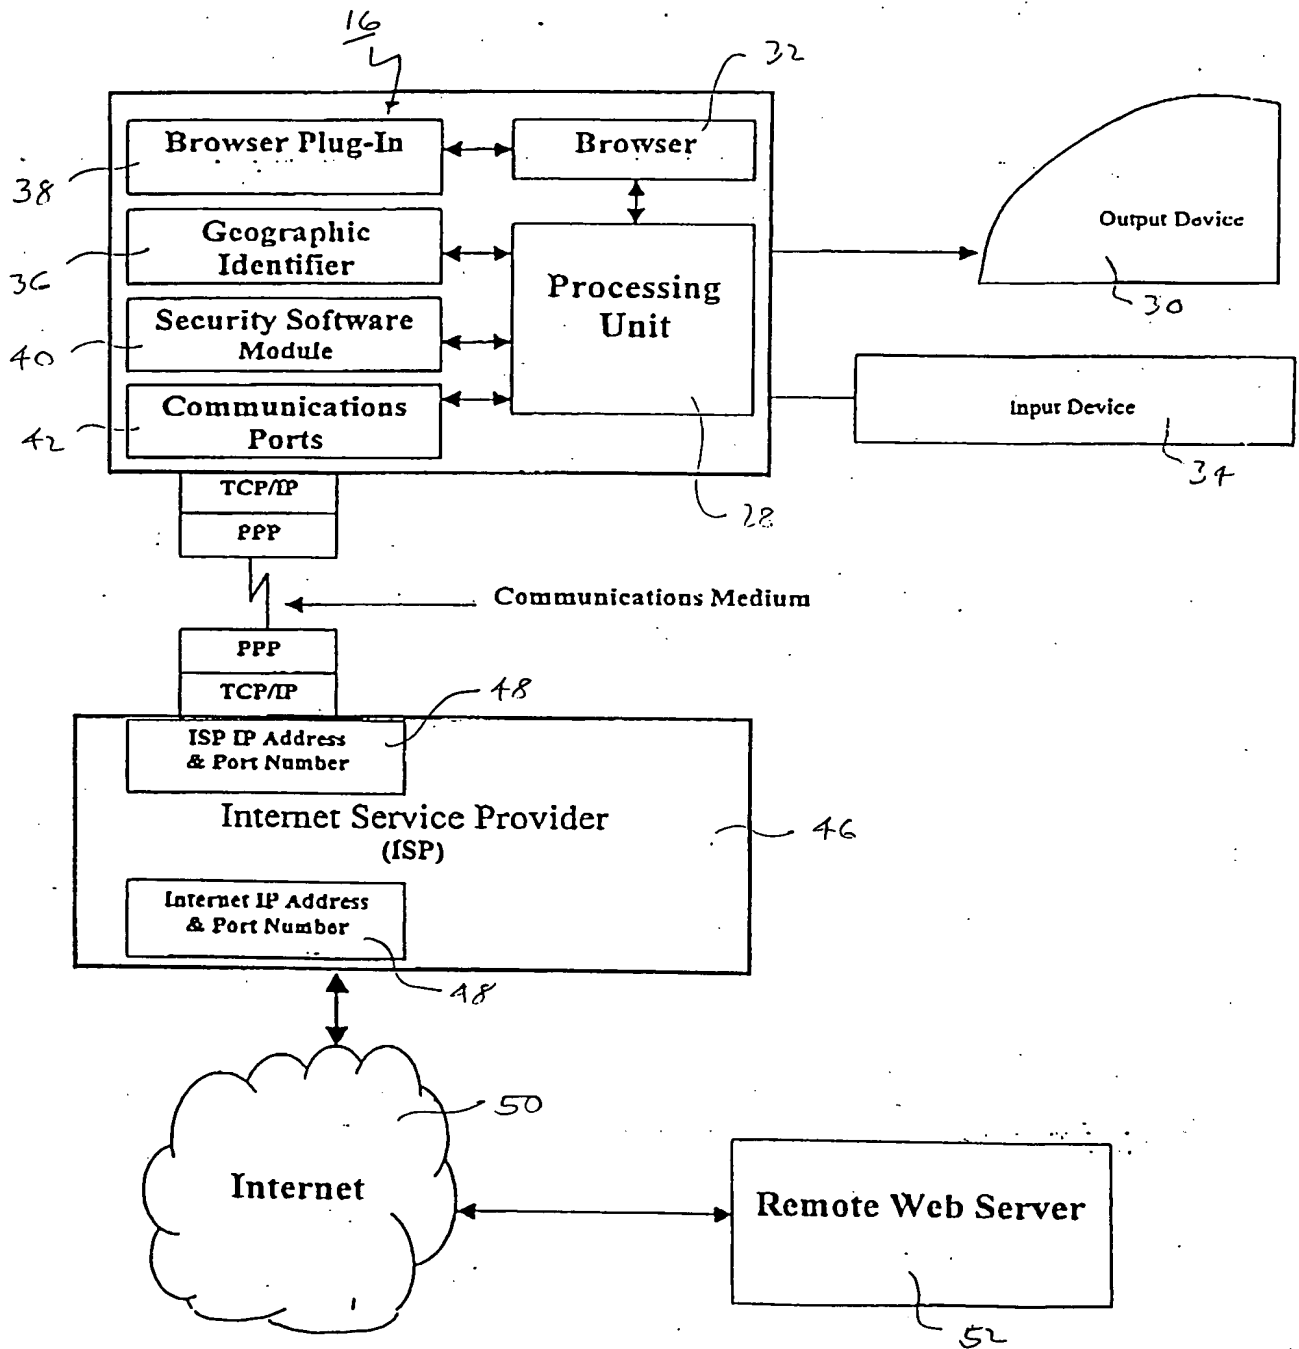 16
32
Browser Plug-In
Browser
38
Geographic
Identifier
Output Device
36
Processing
Unit
30
Security Software
Module
40
Communications
Ports
Input Device
42
34
28
TCP/IP
PPP
Communications Medium
PPP
TCP/IP
48
ISP IP Address
& Port Number
Internet Service Provider
(ISP)
46
Internet IP Address
& Port Number
48
50
Internet
Remote Web Server
52